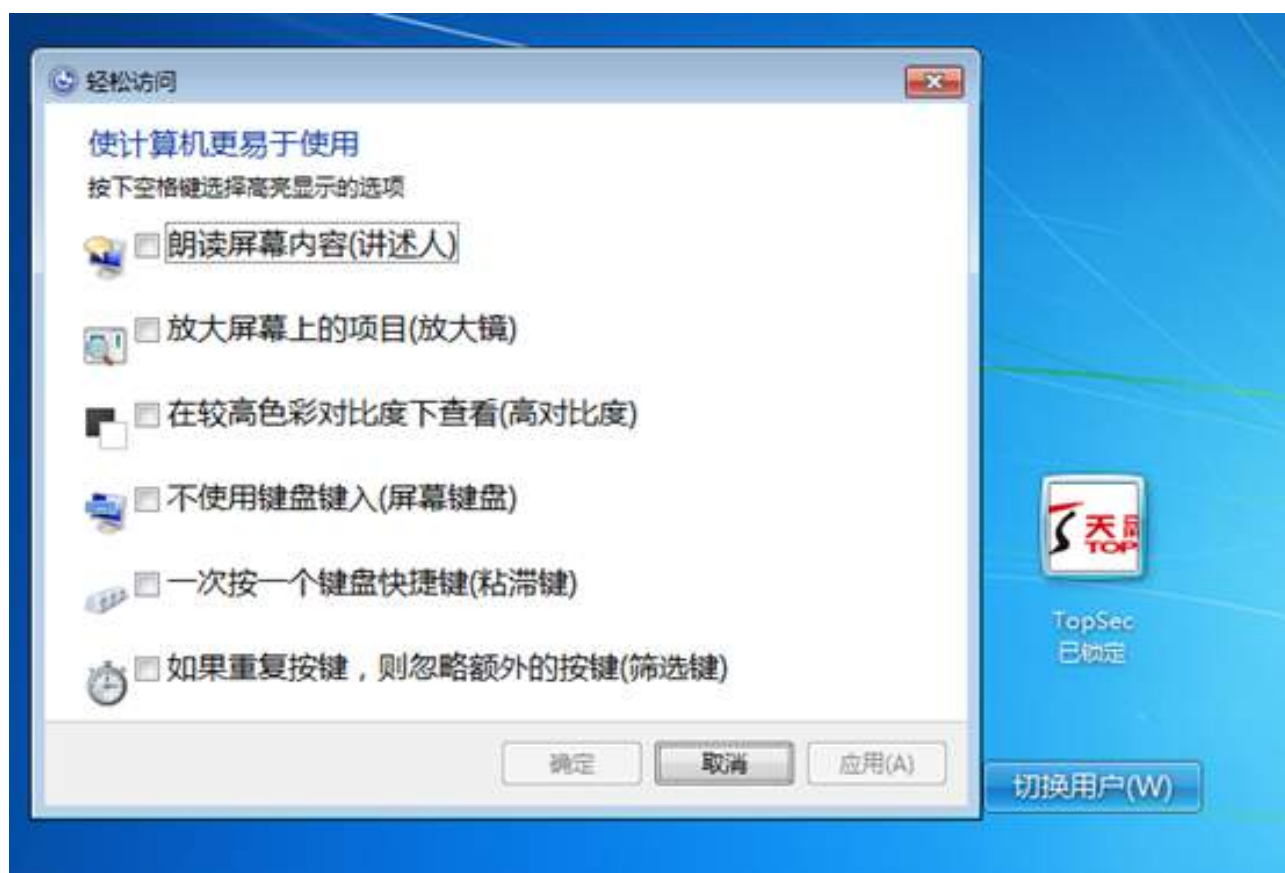 轻松访问
使计算机更易于使用
按下空格键选择高亮显示的选项
朗读屏幕内容(讲述人)
放大屏幕上的项目(放大镜)
在较高色彩对比度下查看(高对比度)
不使用键盘键入(屏幕键盘)
一次按一个键盘快捷键(粘滞键)
如果重复按键，则忽略额外的按键(筛选键)
确定 取消 应用(A)
天
TOP
TopSec
已锁定
切换用户(W)